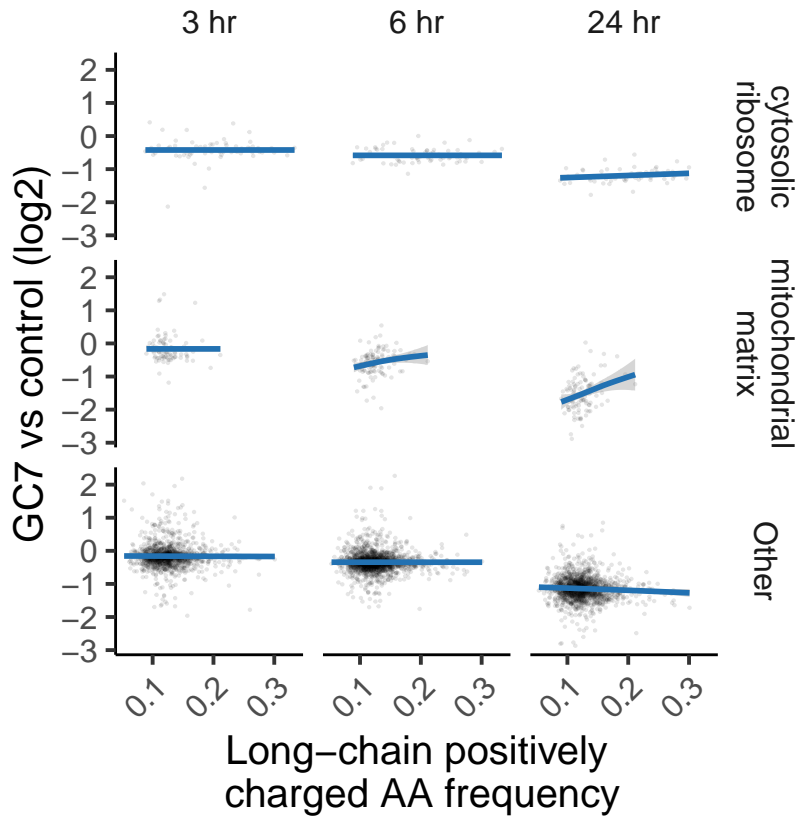 3 hr 6 hr 24 hr
GC7 vs control (log2)
2
1
0
−1
−2
−3
cytosolic
ribosome
2
1
0
−1
−2
−3
mitochondrial
matrix
2
1
0
−1
−2
−3
Other
0.1 0.2 0.3 0.1 0.2 0.3 0.1 0.2 0.3
Long−chain positively
charged AA frequency